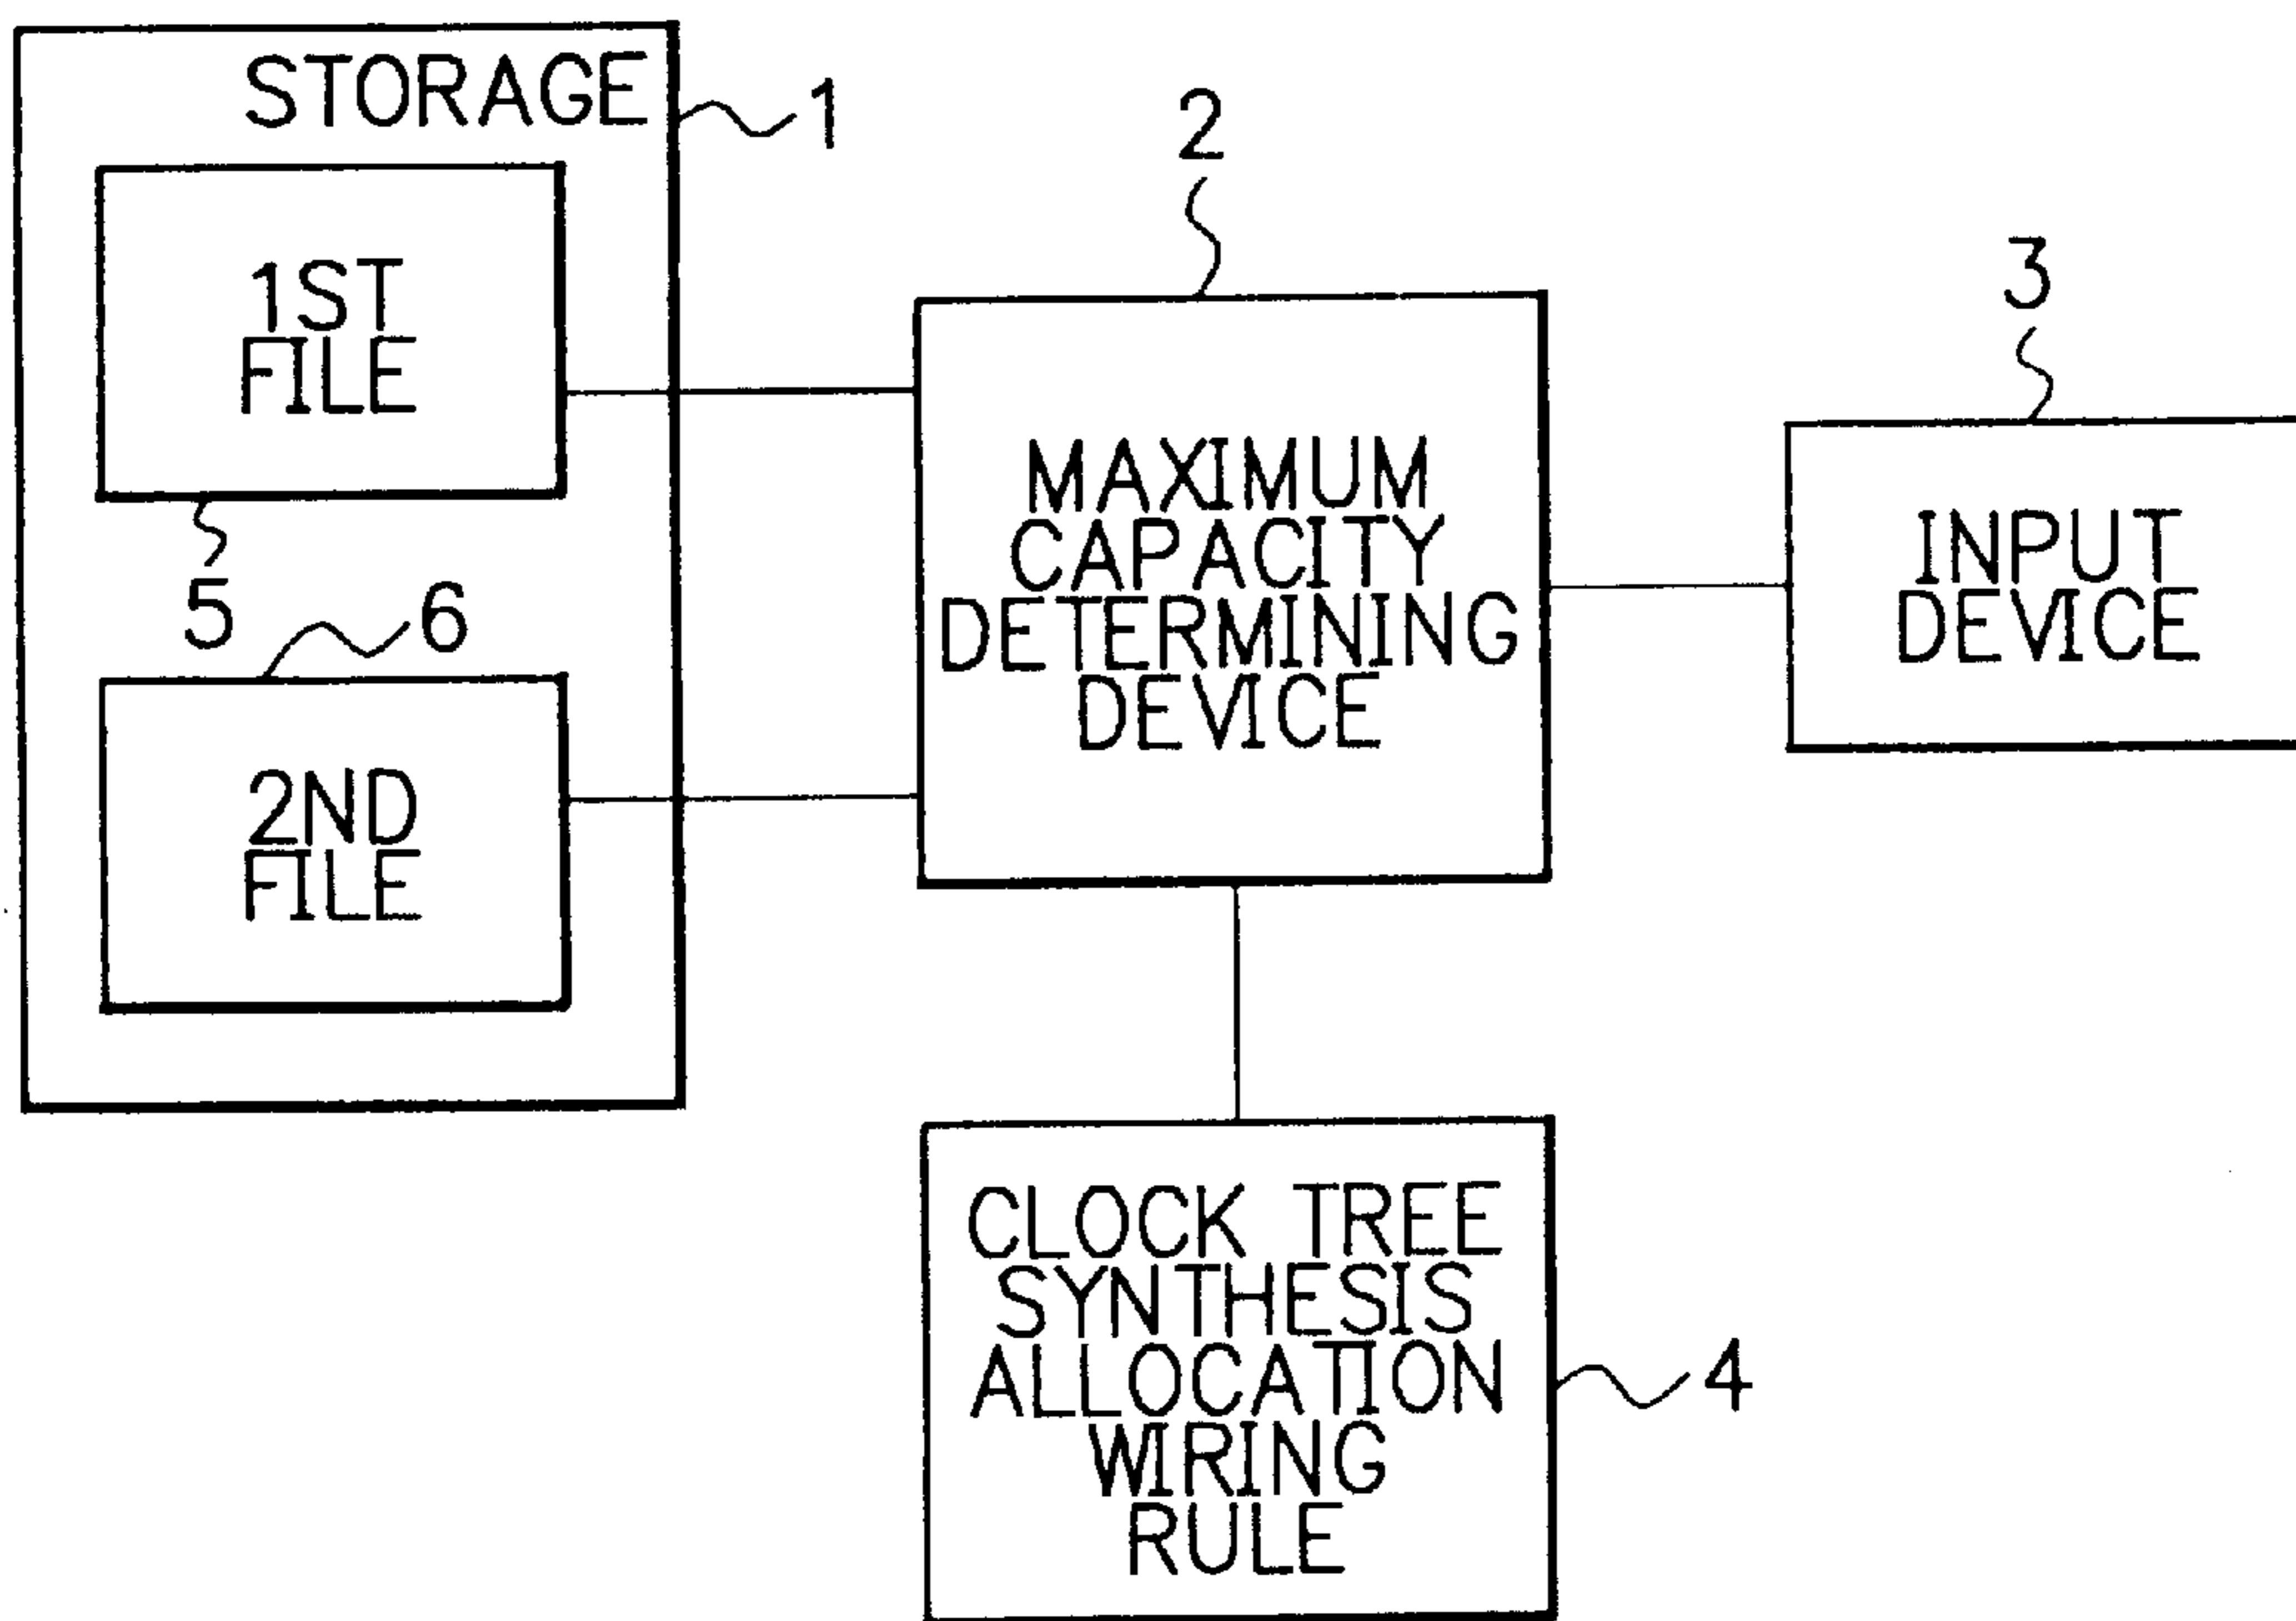 STORAGE
1
1ST
FILE
5
6
2ND
FILE
2
MAXIMUM
CAPACITY
DETERMINING
DEVICE
3
INPUT
DEVICE
CLOCK TREE
SYNTHESIS
ALLOCATION
WIRING
RULE
4